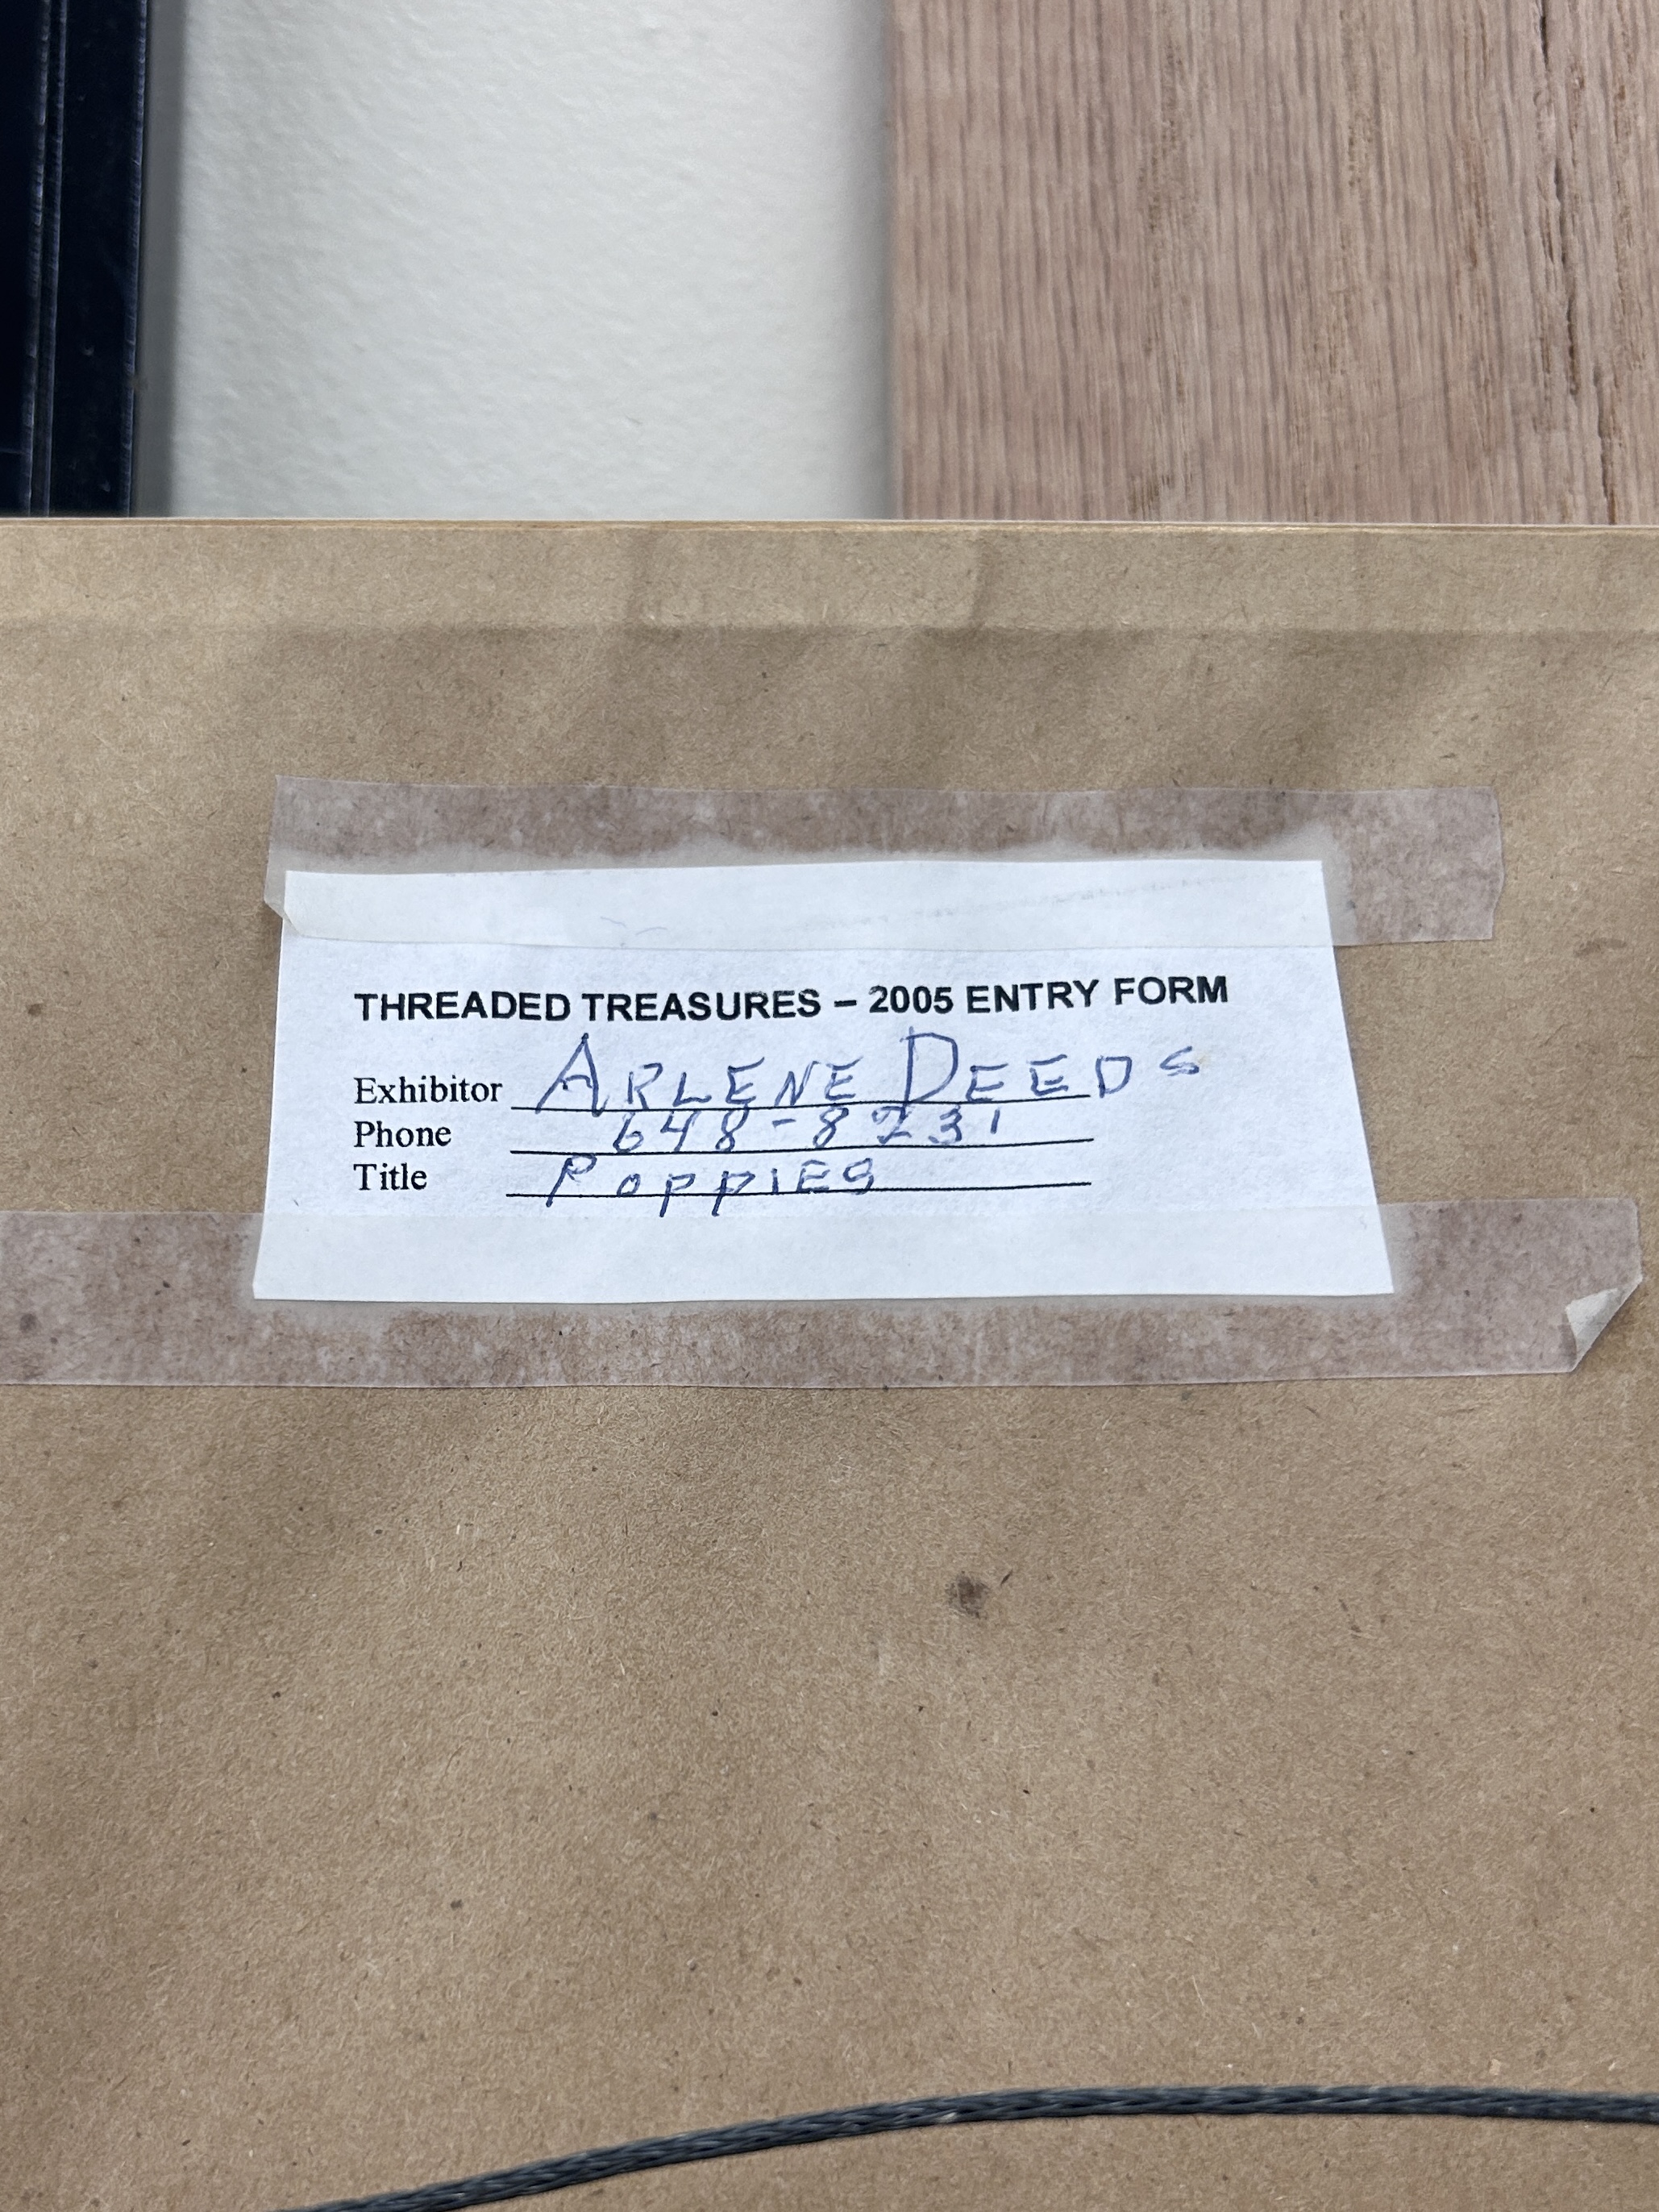 THREADED TREASURES – 2005 ENTRY FORM
Exhibitor ARLENE DEEDS
Phone 648-8231
Title POPPIES